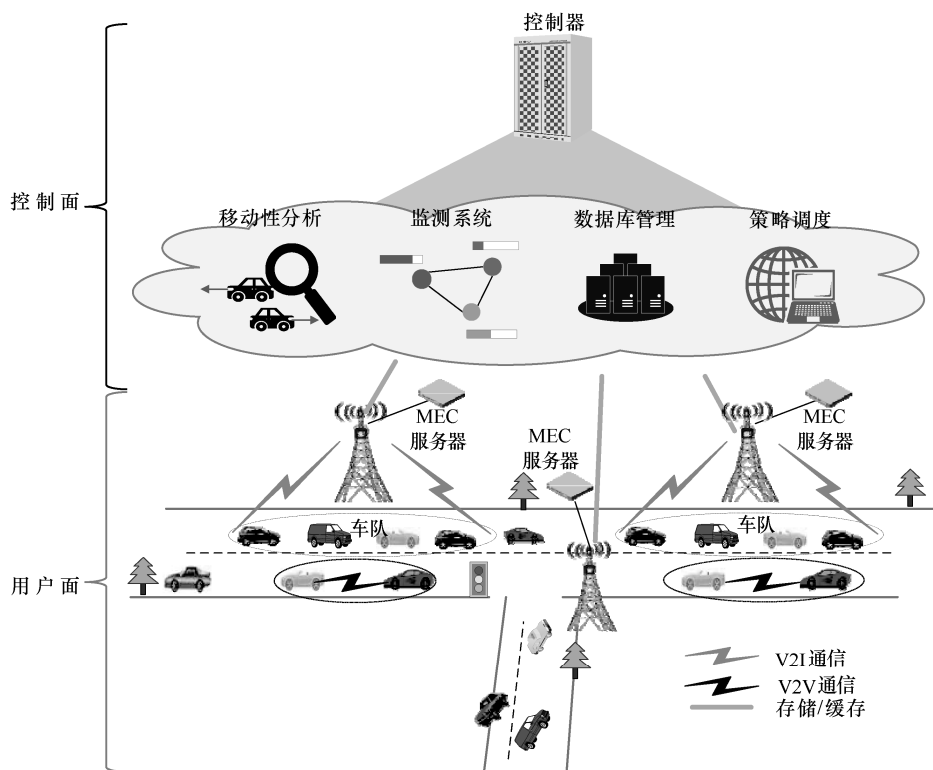 控制器
控制面
移动性分析
监测系统
数据库管理
策略调度
MEC
服务器
MEC
服务器
MEC
服务器
车队
车队
用户面
V2I通信
V2V通信
存储/缓存